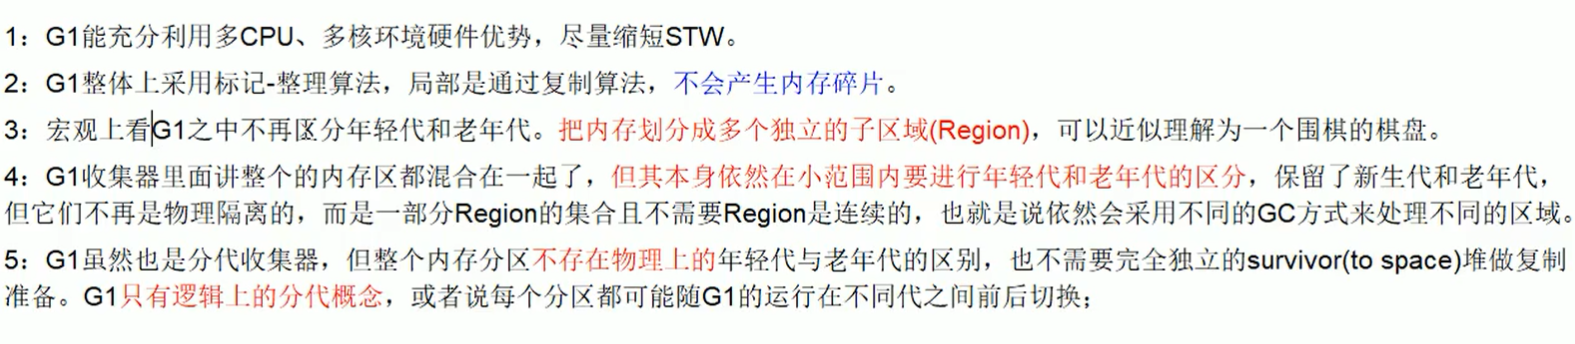 1：G1能充分利用多CPU、多核环境硬件优势，尽量缩短STW。
2：G1整体上采用标记-整理算法，局部是通过复制算法，不会产生内存碎片。
3：宏观上看G1之中不再区分年轻代和老年代。把内存划分成多个独立的子区域(Region)，可以近似理解为一个围棋的棋盘。
4：G1收集器里面讲整个的内存区都混合在一起了，但其本身依然在小范围内要进行年轻代和老年代的区分，保留了新生代和老年代，
但它们不再是物理隔离的，而是一部分Region的集合且不需要Region是连续的，也就是说依然会采用不同的GC方式来处理不同的区域。
5：G1虽然也是分代收集器，但整个内存分区不存在物理上的年轻代与老年代的区别，也不需要完全独立的survivor(to space)堆做复制
准备。G1只有逻辑上的分代概念，或者说每个分区都可能随G1的运行在不同代之间前后切换；